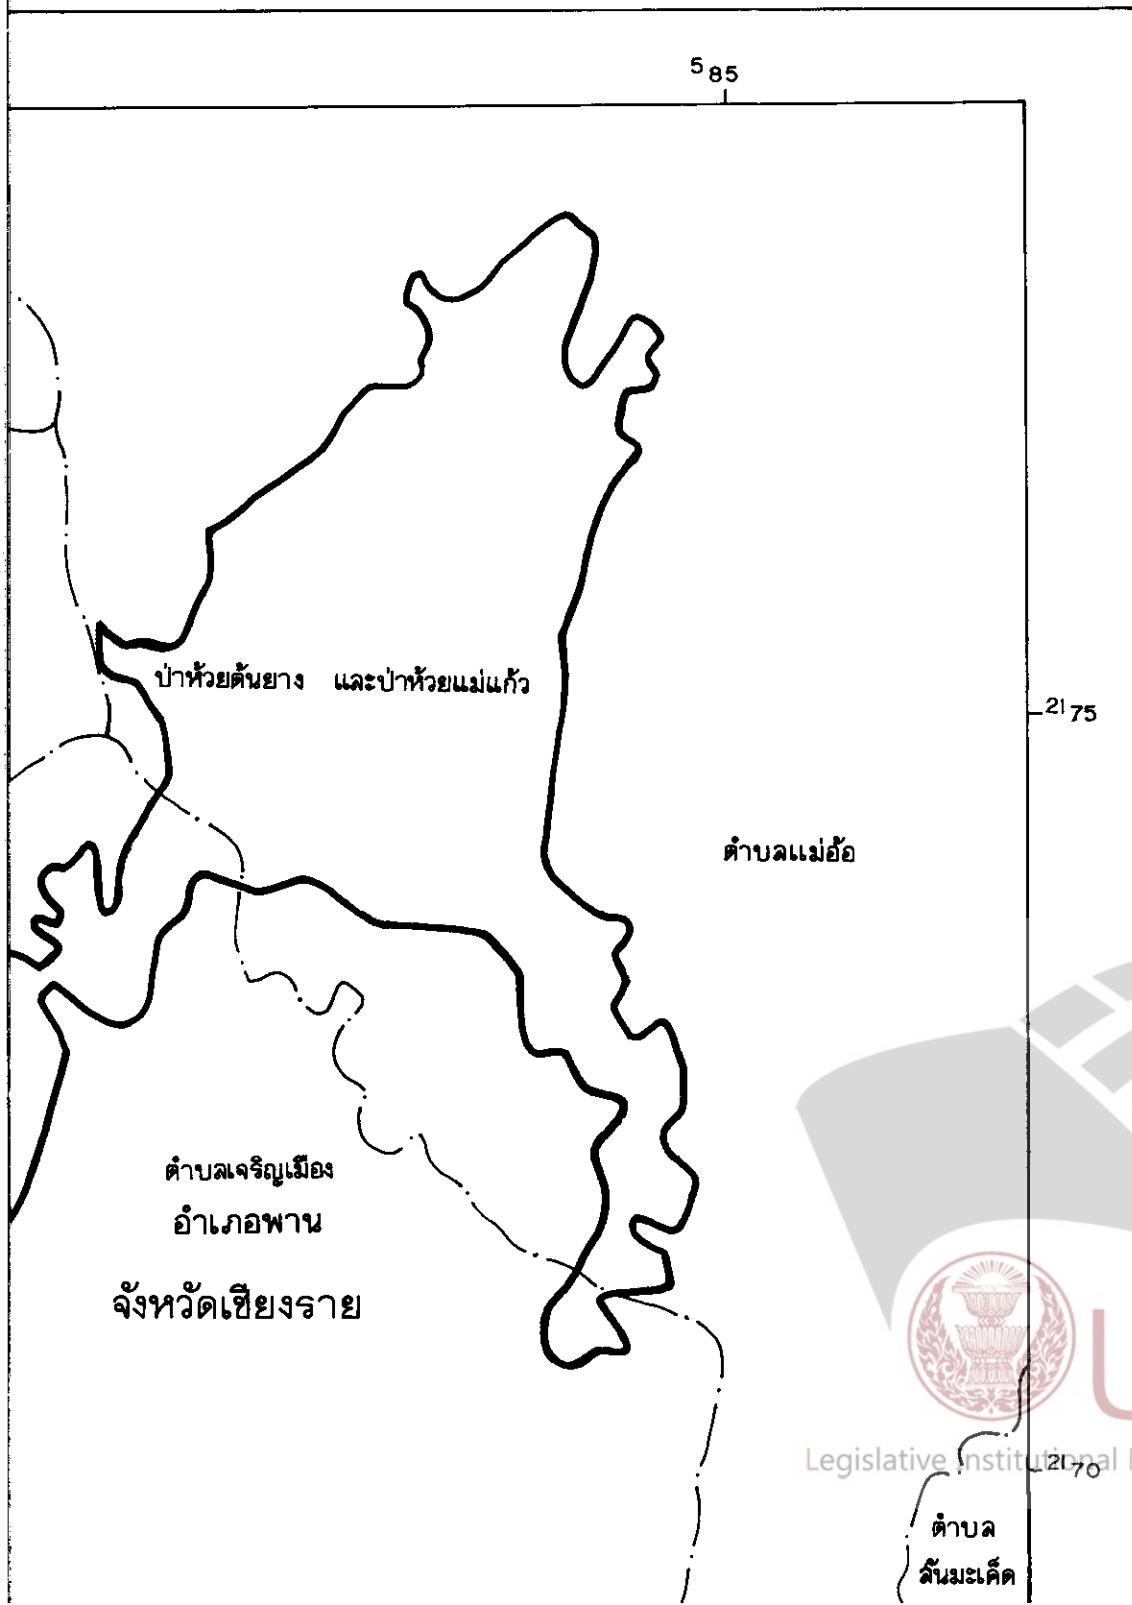 585
ป่าห้วยต้นยาง และป่าห้วยแม่แก้ว
2175
ตำบลแม่อ้อ
ตำบลเจริญเมือง
อำเภอพาน
จังหวัดเชียงราย
Legislative Institutional
2170
ตำบล
สันมะเค็ด